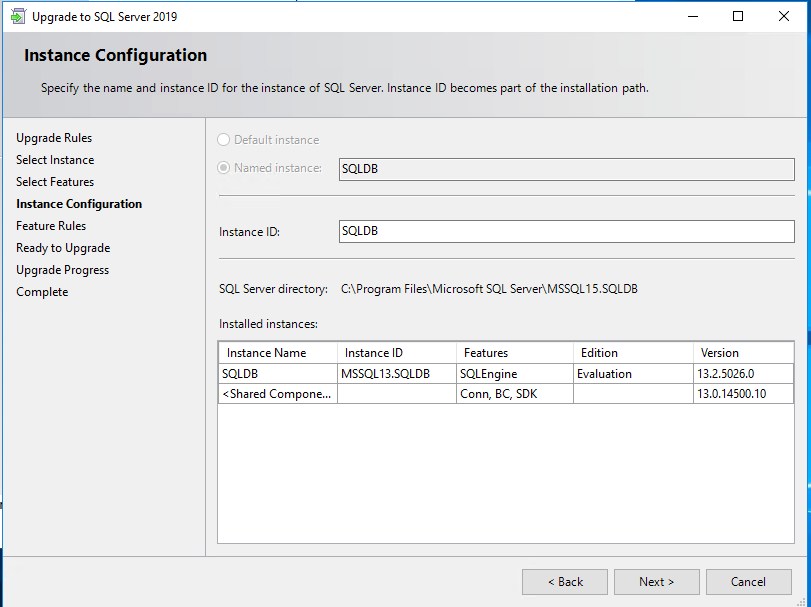 Upgrade to SQL Server 2019
Instance Configuration
Specify the name and instance ID for the instance of SQL Server. Instance ID becomes part of the installation path.
Upgrade Rules
Select Instance
Select Features
Instance Configuration
Feature Rules
Ready to Upgrade
Upgrade Progress
Complete
Default instance
Named instance: SQLDB
Instance ID: SQLDB
SQL Server directory: C:\Program Files\Microsoft SQL Server\MSSQL15.SQLDB
Installed instances:
Instance Name Instance ID Features Edition Version
SQLDB MSSQL13.SQLDB SQLEngine Evaluation 13.2.5026.0
<Shared Compone... Conn, BC, SDK 13.0.14500.10
< Back Next > Cancel